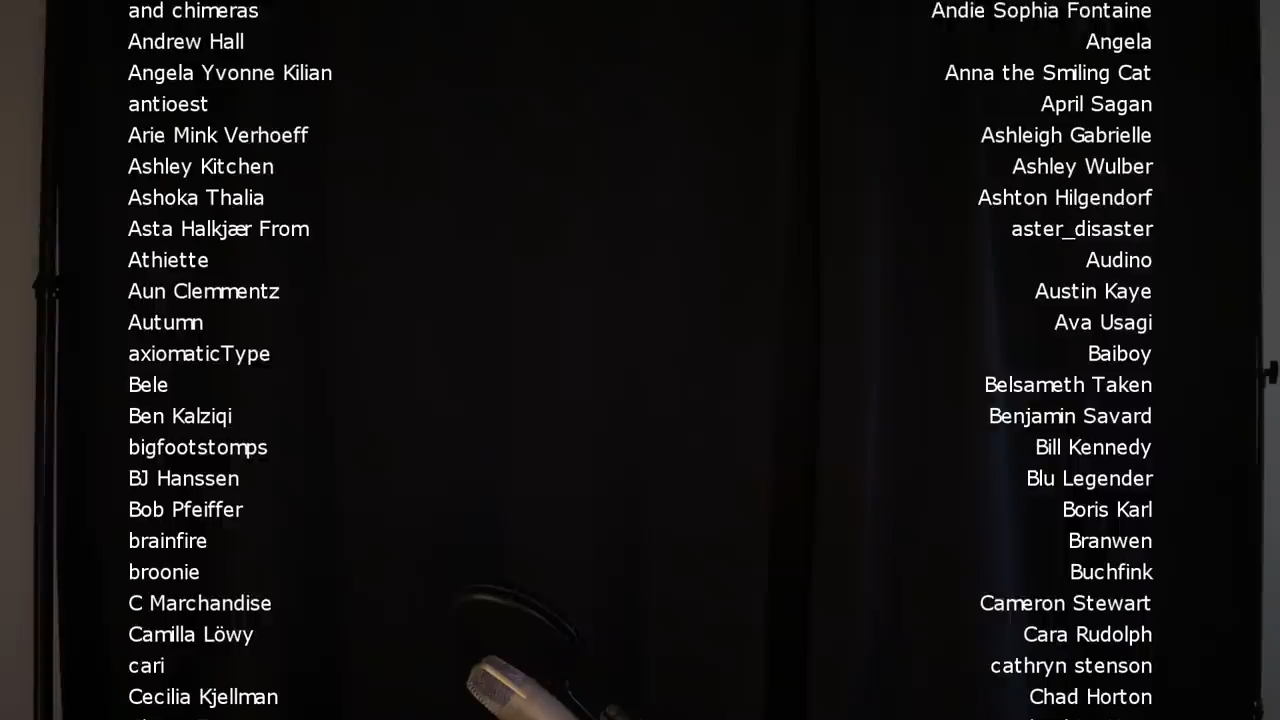 and chimeras
Andie Sophia Fontaine
Andrew Hall
Angela
Angela Yvonne Kilian
Anna the Smiling Cat
antioest
April Sagan
Arie Mink Verhoeff
Ashleigh Gabrielle
Ashley Kitchen
Ashley Wulber
Ashoka Thalia
Ashton Hilgendorf
Asta Halkjær From
aster_disaster
Athiette
Audino
Aun Clemmentz
Austin Kaye
Autumn
Ava Usagi
axiomaticType
Baiboy
Bele
Belsameth Taken
Ben Kalziqi
Benjamin Savard
bigfootstomps
Bill Kennedy
BJ Hanssen
Blu Legender
Bob Pfeiffer
Boris Karl
brainfire
Branwen
broonie
Buchfink
C Marchandise
Cameron Stewart
Camilla Löwy
Cara Rudolph
cari
cathryn stenson
Cecilia Kjellman
Chad Horton